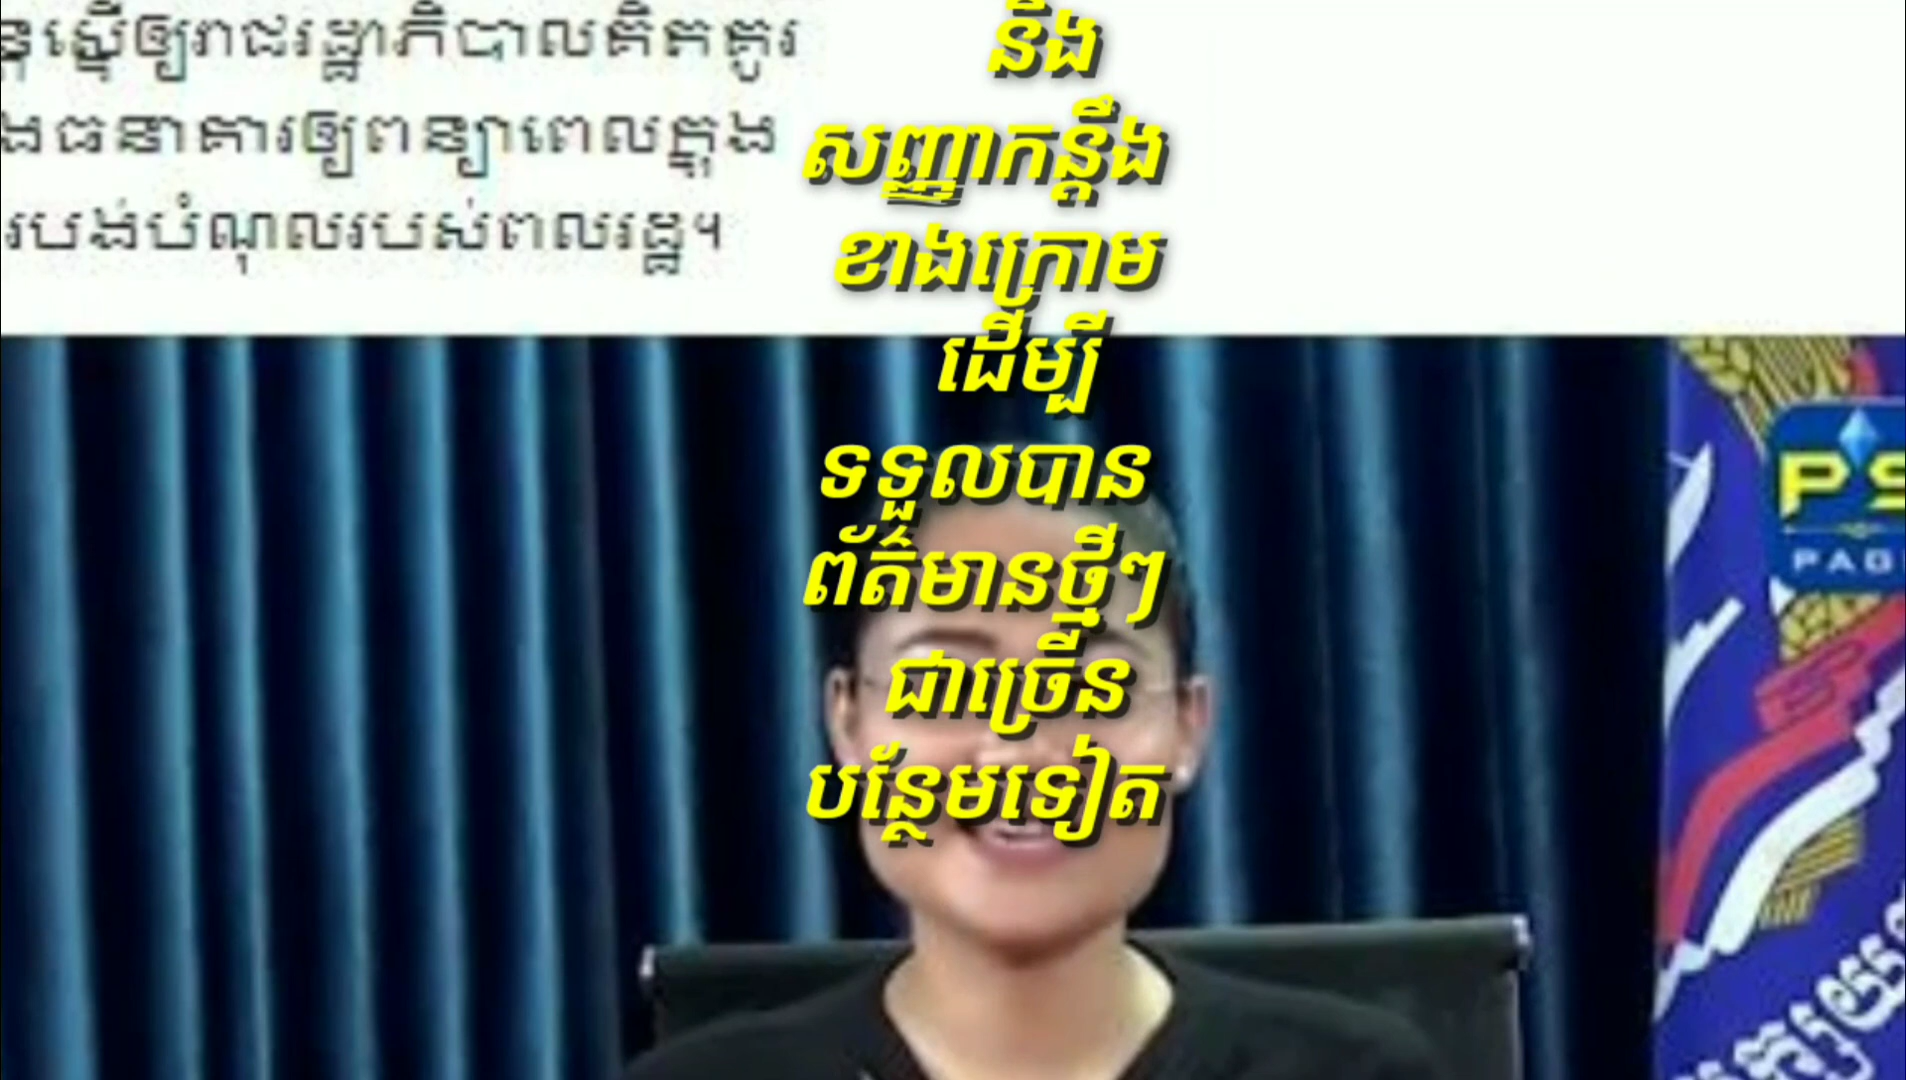 ស្នើឲ្យរាជរដ្ឋាភិបាលគិតគូរ
ងធនាគារឲ្យពន្យាពេលក្នុង
របង់បំណុលរបស់ពលរដ្ឋ។
និង
សញ្ញាកន្ដឹង
ខាងក្រោម
ដើម្បី
ទទួលបាន
ព័ត៌មានថ្មីៗ
ជាច្រើន
បន្ថែមទៀត
PS
PAG